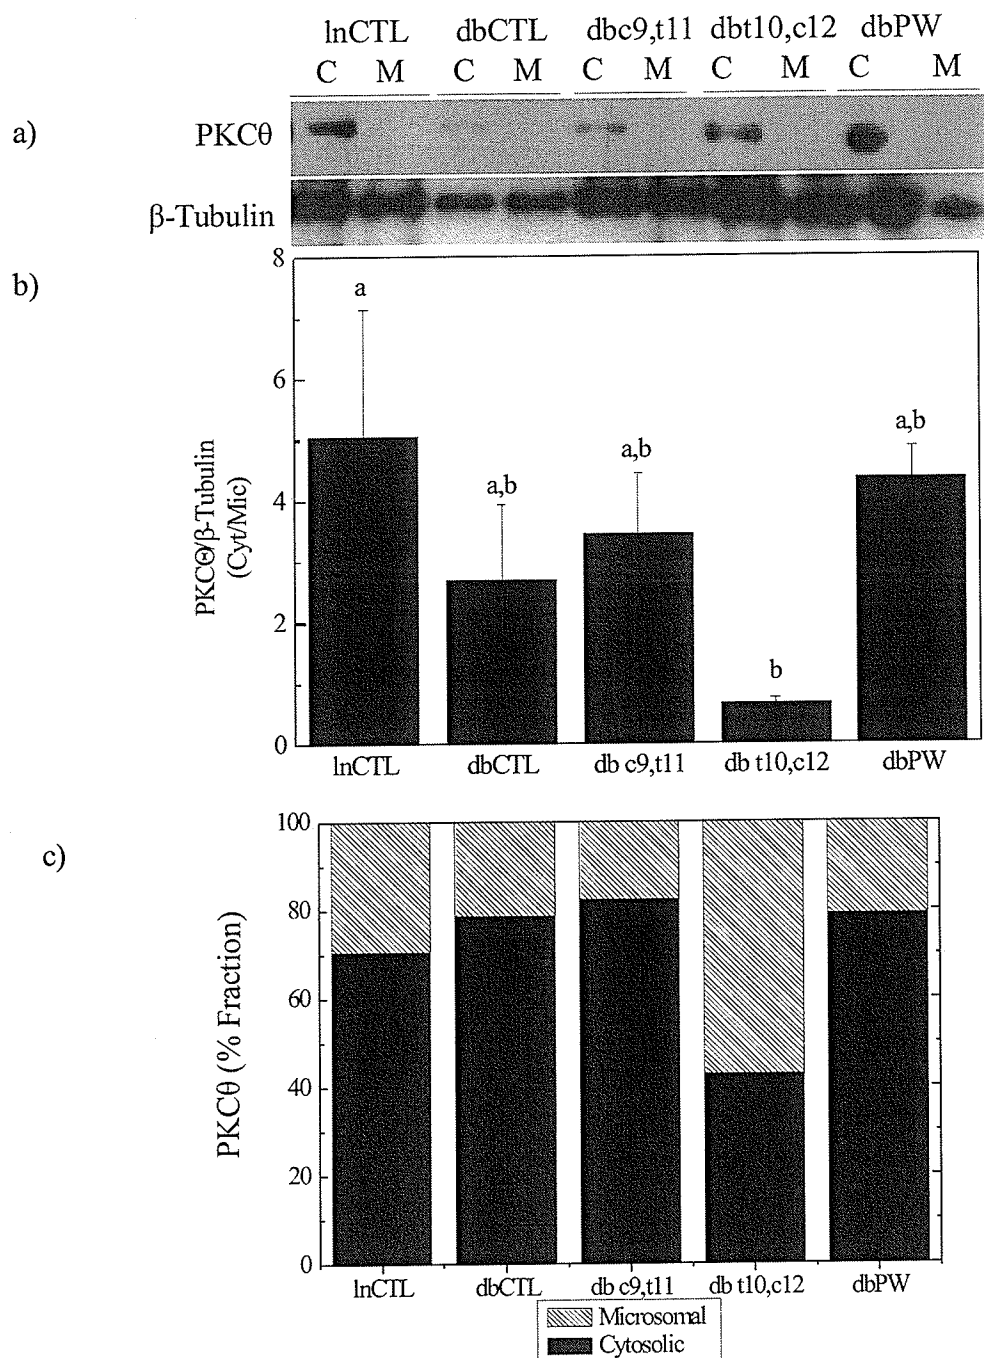 lnCTL dbCTL dbc9,t11 dbt10,c12 dbPW
C M C M C M C M C M
a) PKCθ
β-Tubulin
b)
8
6
4
2
0
PKCΘ/β-Tubulin
(Cyt/Mic)
a
a,b
a,b
b
a,b
lnCTL dbCTL db c9,t11 db t10,c12 dbPW
c)
100
80
60
40
20
0
PKCθ (% Fraction)
lnCTL dbCTL db c9,t11 db t10,c12 dbPW
Microsomal
Cytosolic